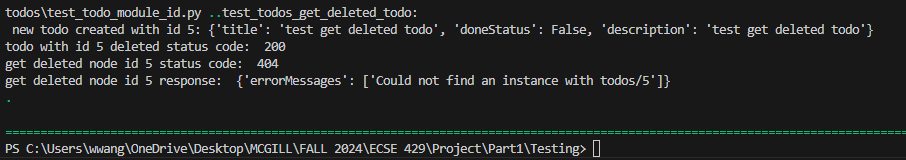 todos\test_todo_module_id.py ..test_todos_get_deleted_todo:
 new todo created with id 5: {'title': 'test get deleted todo', 'doneStatus': False, 'description': 'test get deleted todo'}
todo with id 5 deleted status code:  200
get deleted node id 5 status code:  404
get deleted node id 5 response:  {'errorMessages': ['Could not find an instance with todos/5']}
.
================================================================================================================================
PS C:\Users\wwang\OneDrive\Desktop\MCGILL\FALL 2024\ECSE 429\Project\Part1\Testing>